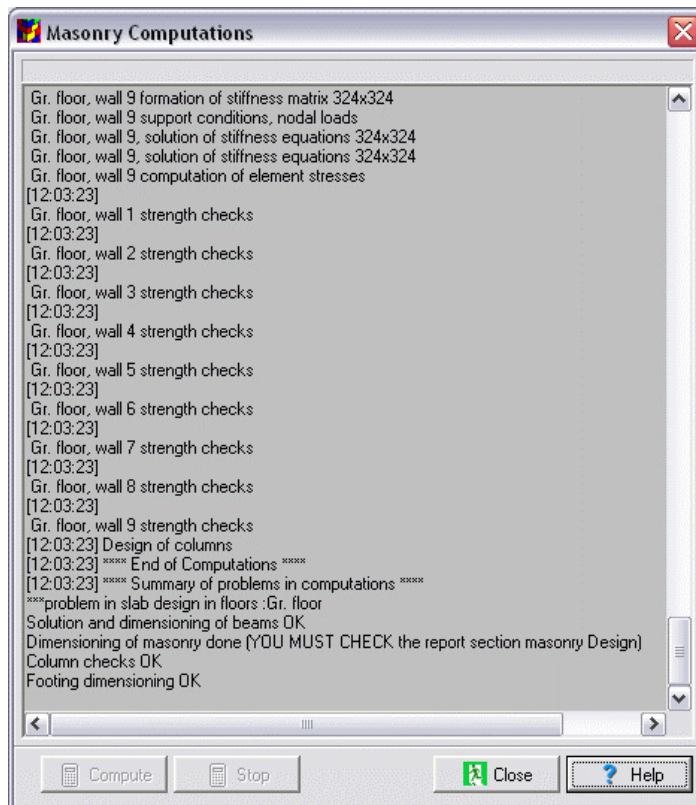 Masonry Computations
Gr. floor, wall 9 formation of stiffness matrix 324x324
Gr. floor, wall 9 support conditions, nodal loads
Gr. floor, wall 9, solution of stiffness equations 324x324
Gr. floor, wall 9, solution of stiffness equations 324x324
Gr. floor, wall 9 computation of element stresses
[12:03:23]
Gr. floor, wall 1 strength checks
[12:03:23]
Gr. floor, wall 2 strength checks
[12:03:23]
Gr. floor, wall 3 strength checks
[12:03:23]
Gr. floor, wall 4 strength checks
[12:03:23]
Gr. floor, wall 5 strength checks
[12:03:23]
Gr. floor, wall 6 strength checks
[12:03:23]
Gr. floor, wall 7 strength checks
[12:03:23]
Gr. floor, wall 8 strength checks
[12:03:23]
Gr. floor, wall 9 strength checks
[12:03:23] Design of columns
[12:03:23] **** End of Computations ****
[12:03:23] **** Summary of problems in computations ****
***problem in slab design in floors :Gr. floor
Solution and dimensioning of beams OK
Dimensioning of masonry done (YOU MUST CHECK the report section masonry Design)
Column checks OK
Footing dimensioning OK
Compute Stop Close ? Help